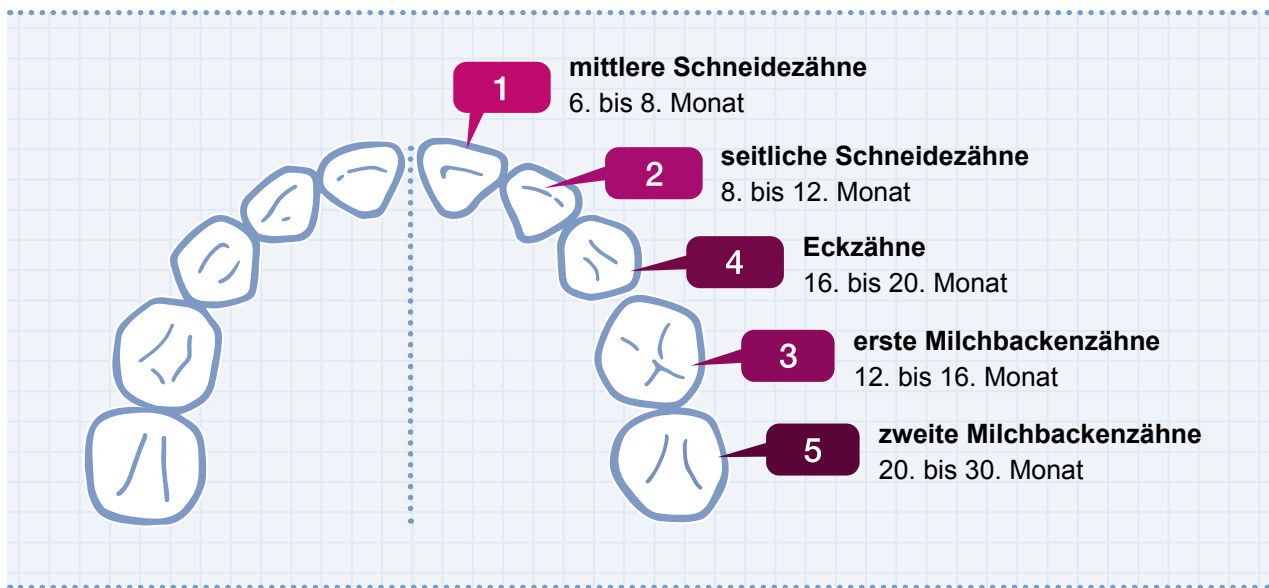 1
mittlere Schneidezähne
6. bis 8. Monat
2
seitliche Schneidezähne
8. bis 12. Monat
4
Eckzähne
16. bis 20. Monat
3
erste Milchbackenzähne
12. bis 16. Monat
5
zweite Milchbackenzähne
20. bis 30. Monat